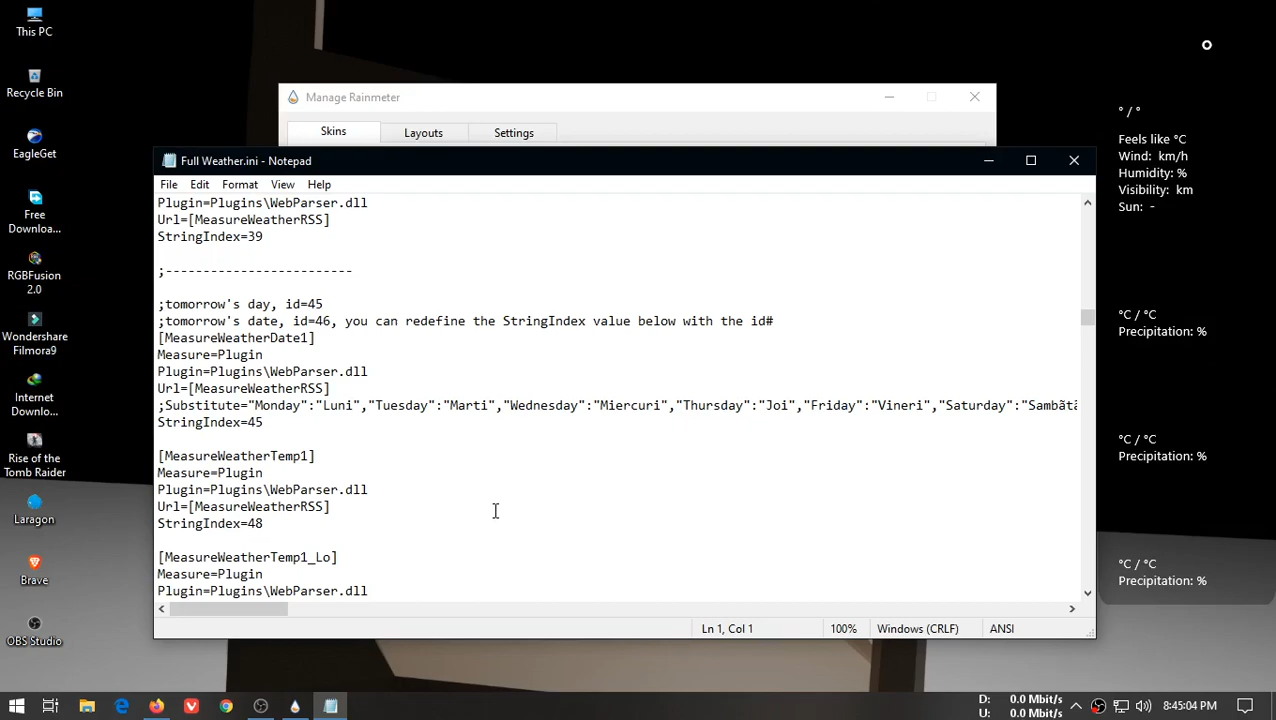 This PC
Recycle Bin
EagleGet
Free
Downloa...
RGBFusion
2.0
Wondershare
Filmora9
Internet
Downlo...
Rise of the
Tomb Raider
Laragon
Brave
OBS Studio
Manage Rainmeter
Skins
Layouts
Settings
Full Weather.ini - Notepad
File
Edit
Format
View
Help
Plugin=Plugins\WebParser.dll
Url=[MeasureWeatherRSS]
StringIndex=39
;-------------------------
;tomorrow's day, id=45
;tomorrow's date, id=46, you can redefine the StringIndex value below with the id#
[MeasureWeatherDate1]
Measure=Plugin
Plugin=Plugins\WebParser.dll
Url=[MeasureWeatherRSS]
;Substitute="Monday":"Luni","Tuesday":"Marti","Wednesday":"Miercuri","Thursday":"Joi","Friday":"Vineri","Saturday":"Sambãtã
StringIndex=45
[MeasureWeatherTemp1]
Measure=Plugin
Plugin=Plugins\WebParser.dll
Url=[MeasureWeatherRSS]
StringIndex=48
[MeasureWeatherTemp1_Lo]
Measure=Plugin
Plugin=Plugins\WebParser.dll
Ln 1, Col 1
100%
Windows (CRLF)
ANSI
° / °
Feels like °C
Wind:  km/h
Humidity: %
Visibility:  km
Sun:  -
°C / °C
Precipitation: %
°C / °C
Precipitation: %
°C / °C
Precipitation: %
D: 0.0 Mbit/s
U: 0.0 Mbit/s
8:45:04 PM